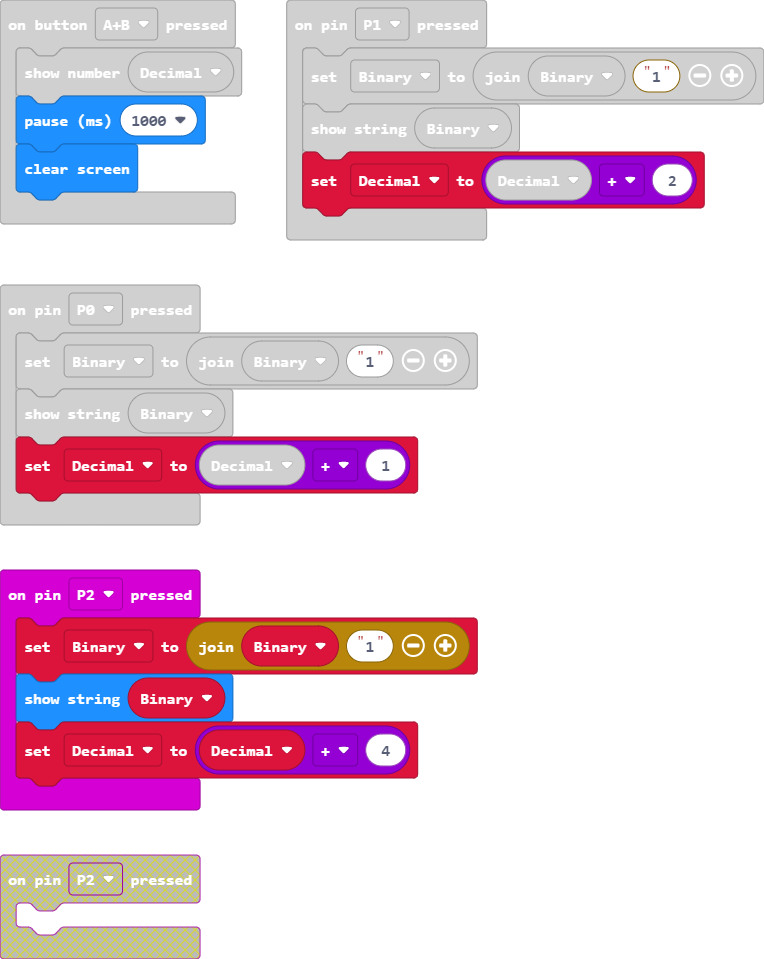 on button A+B pressed
show number Decimal
pause (ms) 1000
clear screen
on pin P1 pressed
set Binary to join Binary "1"
show string Binary
set Decimal to Decimal + 2
on pin P0 pressed
set Binary to join Binary "1"
show string Binary
set Decimal to Decimal + 1
on pin P2 pressed
set Binary to join Binary "1"
show string Binary
set Decimal to Decimal + 4
on pin P2 pressed